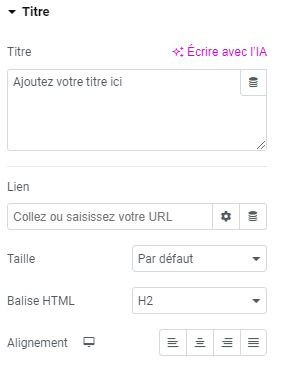 Titre
Titre
Écrire avec l'IA
Ajoutez votre titre ici
Lien
Collez ou saisissez votre URL
Taille
Par défaut
Balise HTML
H2
Alignement